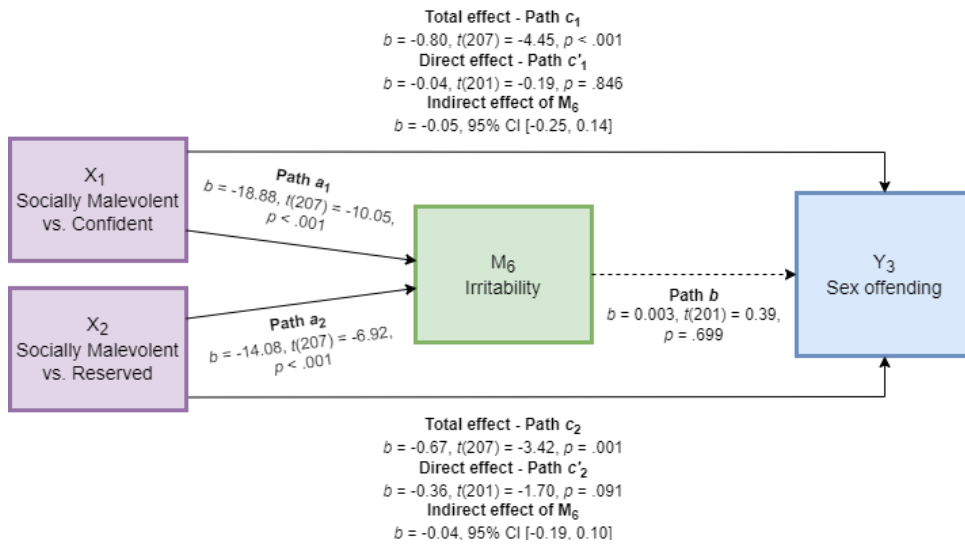 Total effect - Path c₁
b = -0.80, t(207) = -4.45, p < .001
Direct effect - Path c'₁
b = -0.04, t(201) = -0.19, p = .846
Indirect effect of M₆
b = -0.05, 95% CI [-0.25, 0.14]
X₁
Socially Malevolent
vs. Confident
Path a₁
b = -18.88, t(207) = -10.05,
p < .001
M₆
Irritability
Y₃
Sex offending
Path b
b = 0.003, t(201) = 0.39,
p = .699
X₂
Socially Malevolent
vs. Reserved
Path a₂
b = -14.08, t(207) = -6.92,
p < .001
Total effect - Path c₂
b = -0.67, t(207) = -3.42, p = .001
Direct effect - Path c'₂
b = -0.36, t(201) = -1.70, p = .091
Indirect effect of M₆
b = -0.04, 95% CI [-0.19, 0.10]